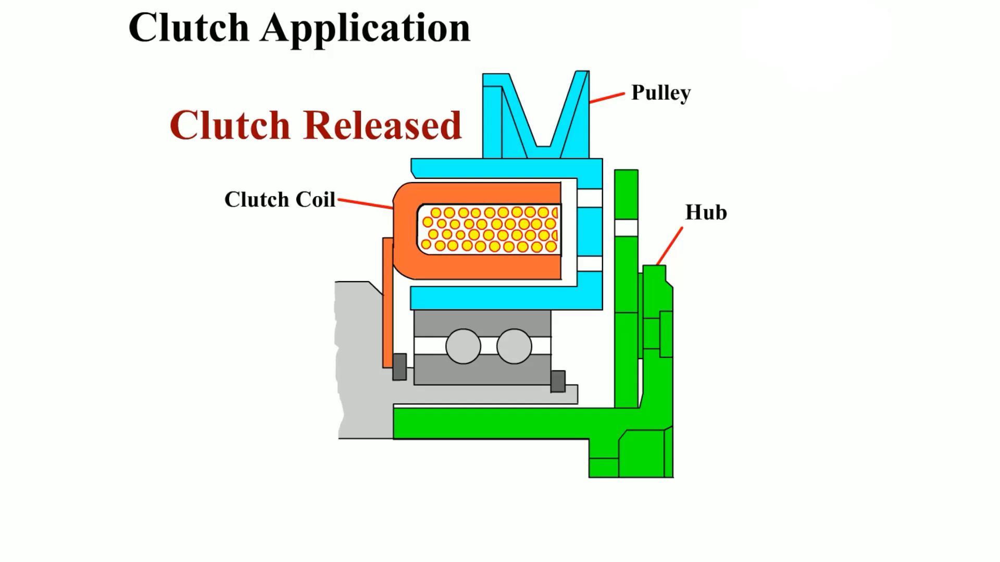 Clutch Application
Pulley
Clutch Released
Clutch Coil
Hub